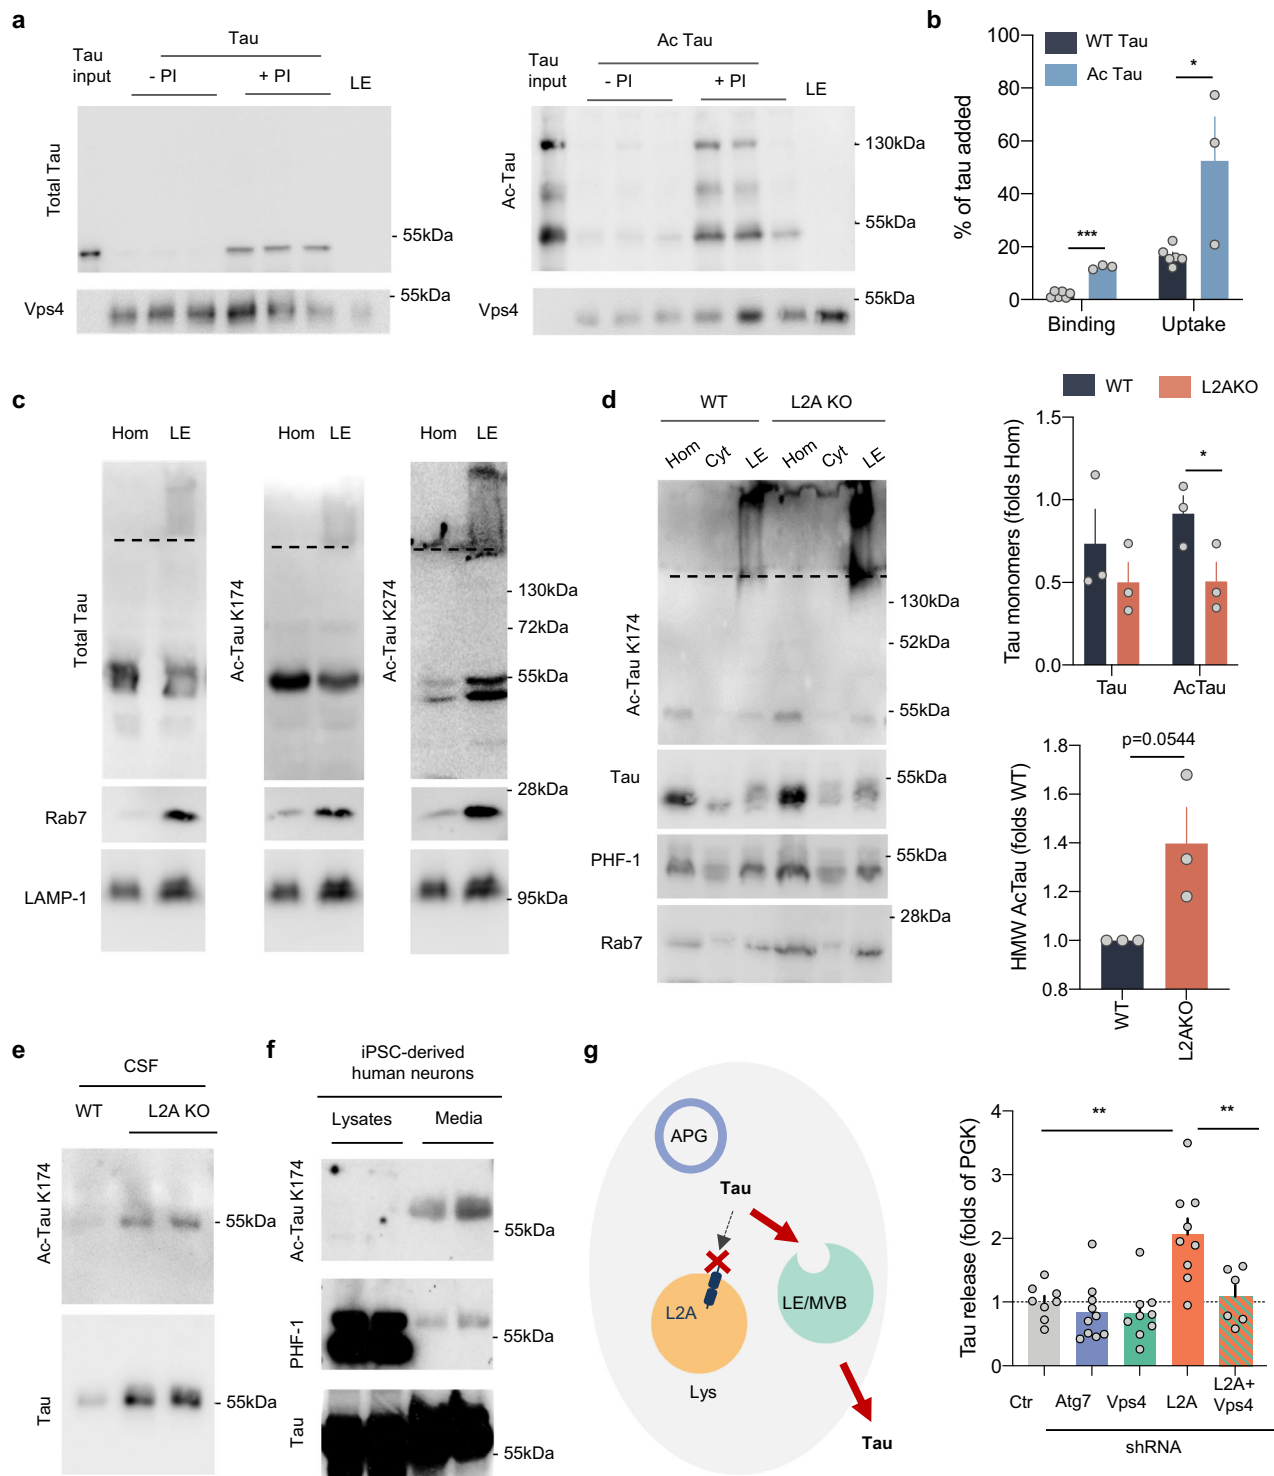 a
Tau
input
Tau
- PI
+ PI
LE
Total Tau
- 55kDa
Vps4
- 55kDa
Tau
input
Ac Tau
- PI
+ PI
LE
Ac-Tau
- 130kDa
- 55kDa
Vps4
- 55kDa
b
WT Tau
Ac Tau
% of tau added
100
80
60
40
20
0
***
*
Binding
Uptake
c
Hom LE
Hom LE
Hom LE
Total Tau
Ac-Tau K174
Ac-Tau K274
- 130kDa
- 72kDa
- 55kDa
- 28kDa
Rab7
LAMP-1
- 95kDa
d
WT
L2A KO
Hom Cyt LE Hom Cyt LE
Ac-Tau K174
- 130kDa
- 52kDa
- 55kDa
Tau
- 55kDa
PHF-1
- 55kDa
Rab7
- 28kDa
WT
L2AKO
Tau monomers (folds Hom)
1.5
1.0
0.5
0.0
*
Tau
AcTau
HMW AcTau (folds WT)
1.8
1.6
1.4
1.2
1.0
0.8
p=0.0544
WT
L2AKO
e
CSF
WT
L2A KO
Ac-Tau K174
- 55kDa
Tau
- 55kDa
f
iPSC-derived
human neurons
Lysates
Media
Ac-Tau K174
- 55kDa
PHF-1
- 55kDa
Tau
- 55kDa
g
APG
Tau
L2A
Lys
LE/MVB
Tau
Tau release (folds of PGK)
4
3
2
1
0
**
**
Ctr
Atg7
Vps4
L2A
L2A+
Vps4
shRNA